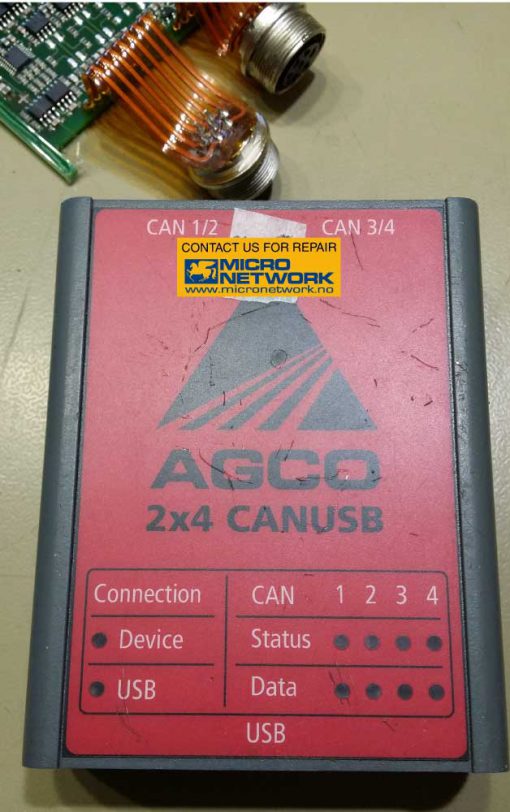 CAN 1/2 CAN 3/4
CONTACT US FOR REPAIR
MICRO
NETWORK
www.micronetwork.no
AGCO
2x4 CANUSB
Connection CAN 1 2 3 4
Device Status
USB Data
USB